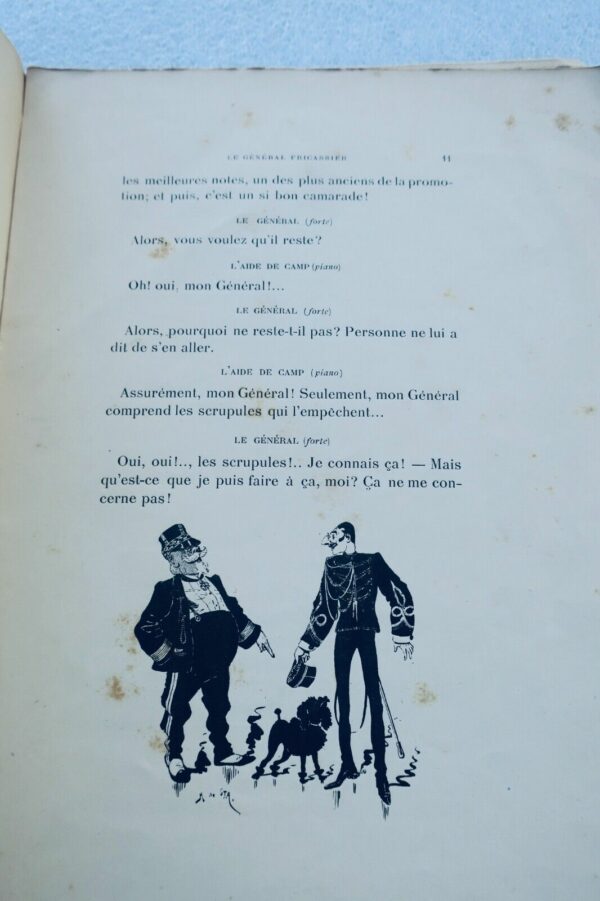 LE GÉNÉRAL FRICASSIER 11
les meilleures notes, un des plus anciens de la promo-
tion; et puis, c'est un si bon camarade!
LE GÉNÉRAL (forte)
Alors, vous voulez qu'il reste?
L'AIDE DE CAMP (piano)
Oh! oui, mon Général!...
LE GÉNÉRAL (forte)
Alors, pourquoi ne reste-t-il pas? Personne ne lui a
dit de s'en aller.
L'AIDE DE CAMP (piano)
Assurément, mon Général! Seulement, mon Général
comprend les scrupules qui l'empêchent...
LE GÉNÉRAL (forte)
Oui, oui!.., les scrupules!.. Je connais ça! — Mais
qu'est-ce que je puis faire à ça, moi? Ça ne me con-
cerne pas!